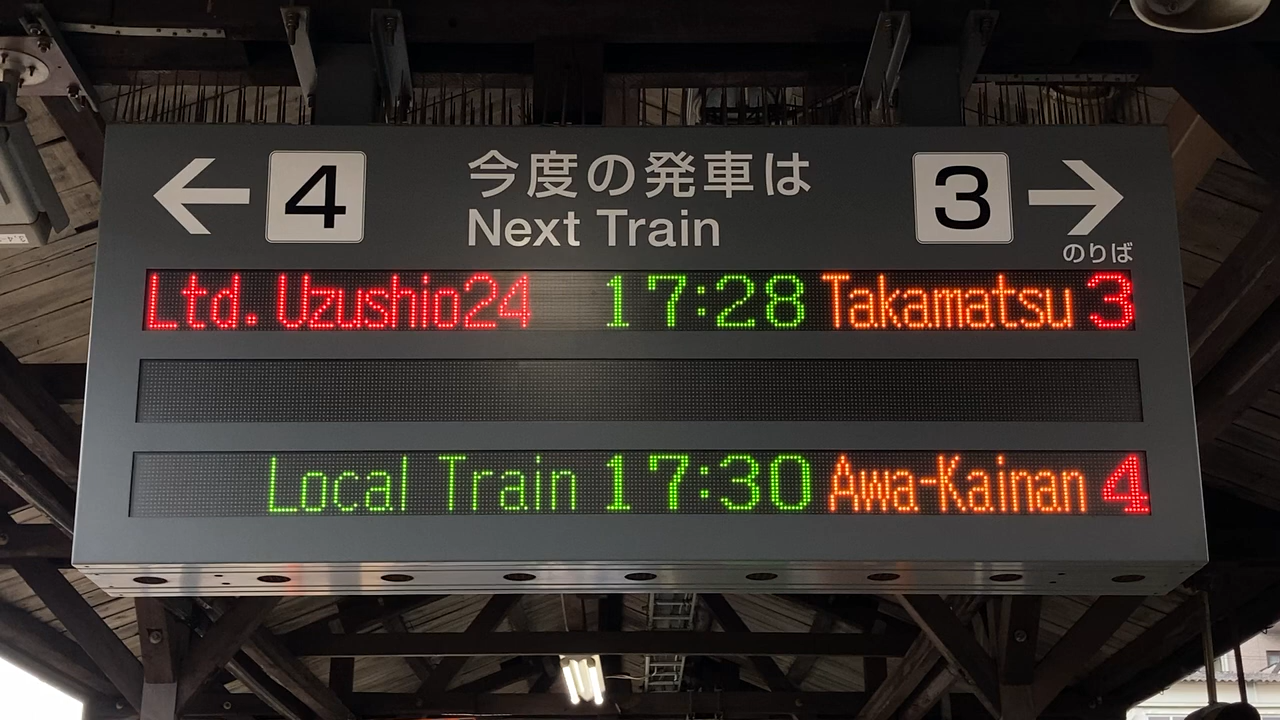 4 今度の発車は 3
Next Train
のりば
Ltd. Uzushio24 17:28 Takamatsu 3
Local Train 17:30 Awa-Kainan 4